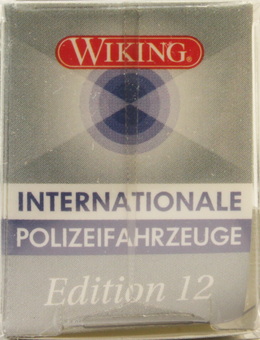 WIKING®
INTERNATIONALE
POLIZEIFAHRZEUGE
Edition 12